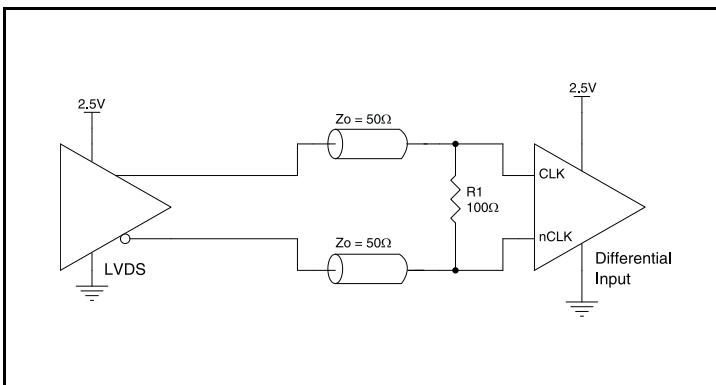 2.5V
2.5V
Zo = 50Ω
CLK
R1
100Ω
nCLK
Zo = 50Ω
LVDS
Differential
Input